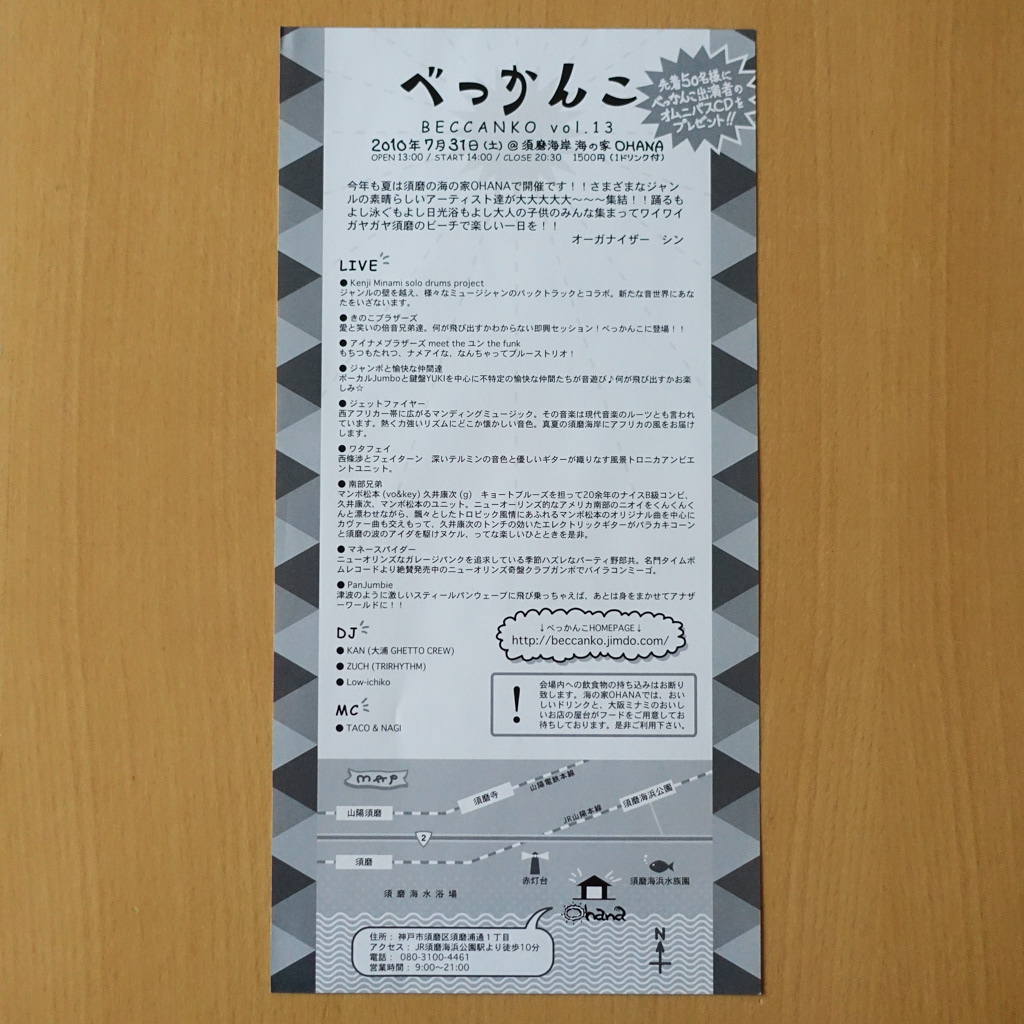 べっかんこ
先着50名様に
べっかんこ出演者の
オムニバスCDを
プレゼント!!
BECCANKO vol.13
2010年7月31日(土)@須磨海岸 海の家 OHANA
OPEN 13:00 / START 14:00 / CLOSE 20:30 1500円(1ドリンク付)
今年も夏は須磨の海の家OHANAで開催です!!さまざまなジャン
ルの素晴らしいアーティスト達が大大大大大〜〜〜集結!!踊るも
よし泳ぐもよし日光浴もよし大人の子供のみんな集まってワイワイ
ガヤガヤ須磨のビーチで楽しい一日を!!
オーガナイザー シン
LIVE
● Kenji Minami solo drums project
ジャンルの壁を越え、様々なミュージシャンのバックトラックとコラボ。新たな音世界にあな
たをいざないます。
● きのこブラザーズ
愛と笑いの倍音兄弟達。何が飛び出すかわからない即興セッション!べっかんこに登場!!
● アイナメブラザーズ meet the ユン the funk
もちつもたれつ、ナメアイな、なんちゃってブルーストリオ!
● ジャンボと愉快な仲間達
ボーカルJumboと鍵盤YUKIを中心に不特定の愉快な仲間たちが音遊び♪何が飛び出すかお楽
しみ☆
● ジェットファイヤー
西アフリカ一帯に広がるマンディングミュージック。その音楽は現代音楽のルーツとも言われ
ています。熱く力強いリズムにどこか懐かしい音色。真夏の須磨海岸にアフリカの風をお届け
します。
● ワタフェイ
西條渉とフェイターン 深いテルミンの音色と優しいギターが織りなす風景トロニカアンビエ
ントユニット。
● 南部兄弟
マンボ松本(vo&key)久井康次(g) キョートブルーズを担って20余年のナイスB級コンビ、
久井康次、マンボ松本のユニット。ニューオーリンズ的なアメリカ南部のニオイをくんくんく
んと漂わせながら、飄々としたトロピック風情にあふれるマンボ松本のオリジナル曲を中心に
カヴァー曲も交えもって、久井康次のトンチの効いたエレクトリックギターがバラカキコーン
と須磨の波のアイダを駆けヌケル、ってな楽しいひとときを是非。
● マネースパイダー
ニューオリンズなガレージパンクを追求している季節ハズレなパーティ野郎共。名門タイムボ
ムレコードより絶賛発売中のニューオリンズ奇盤クラブガンボでバイラコンミーゴ。
● PanJumbie
津波のように激しいスティールパンウェーブに飛び乗っちゃえば、あとは身をまかせてアナザ
ーワールドに!!
DJ
● KAN (大浦 GHETTO CREW)
● ZUCH (TRIRHYTHM)
● Low-ichiko
MC
● TACO & NAGI
↓べっかんこHOMEPAGE↓
http://beccanko.jimdo.com/
!
会場内への飲食物の持ち込みはお断り
致します。海の家OHANAでは、おい
しいドリンクと、大阪ミナミのおいし
いお店の屋台がフードをご用意してお
待ちしております。是非ご利用下さい。
MAP
山陽電鉄本線
須磨寺
山陽須磨
JR山陽本線
須磨海浜公園
2
須磨
赤灯台
須磨海浜水族園
須磨海水浴場
Ohana
住所: 神戸市須磨区須磨浦通1丁目
アクセス: JR須磨海浜公園駅より徒歩10分
電話: 080-3100-4461
営業時間: 9:00〜21:00
N